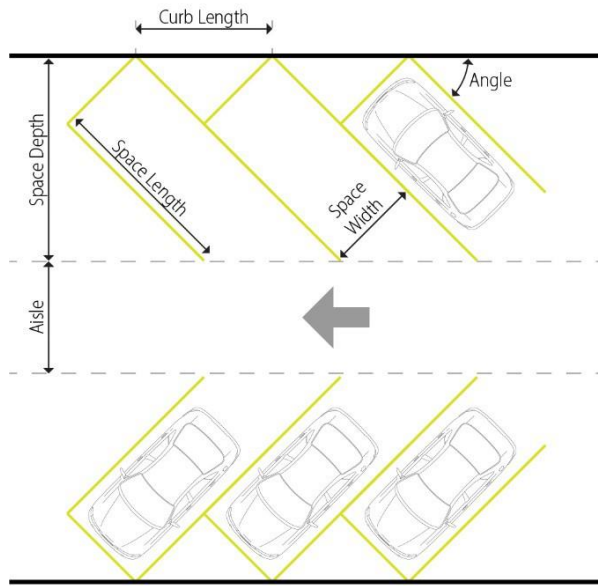 Curb Length
Angle
Space Depth
Space Length
Space
Width
Aisle